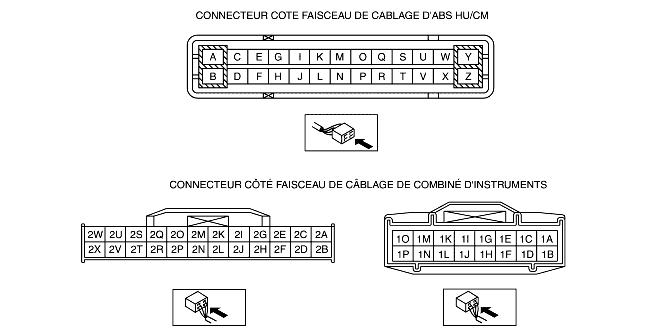 CONNECTEUR COTE FAISCEAU DE CABLAGE D'ABS HU/CM
A C E G I K M O Q S U W Y
B D F H J L N P R T V X Z
CONNECTEUR CÔTÉ FAISCEAU DE CÂBLAGE DE COMBINÉ D'INSTRUMENTS
2W 2U 2S 2Q 2O 2M 2K 2I 2G 2E 2C 2A
2X 2V 2T 2R 2P 2N 2L 2J 2H 2F 2D 2B
1O 1M 1K 1I 1G 1E 1C 1A
1P 1N 1L 1J 1H 1F 1D 1B